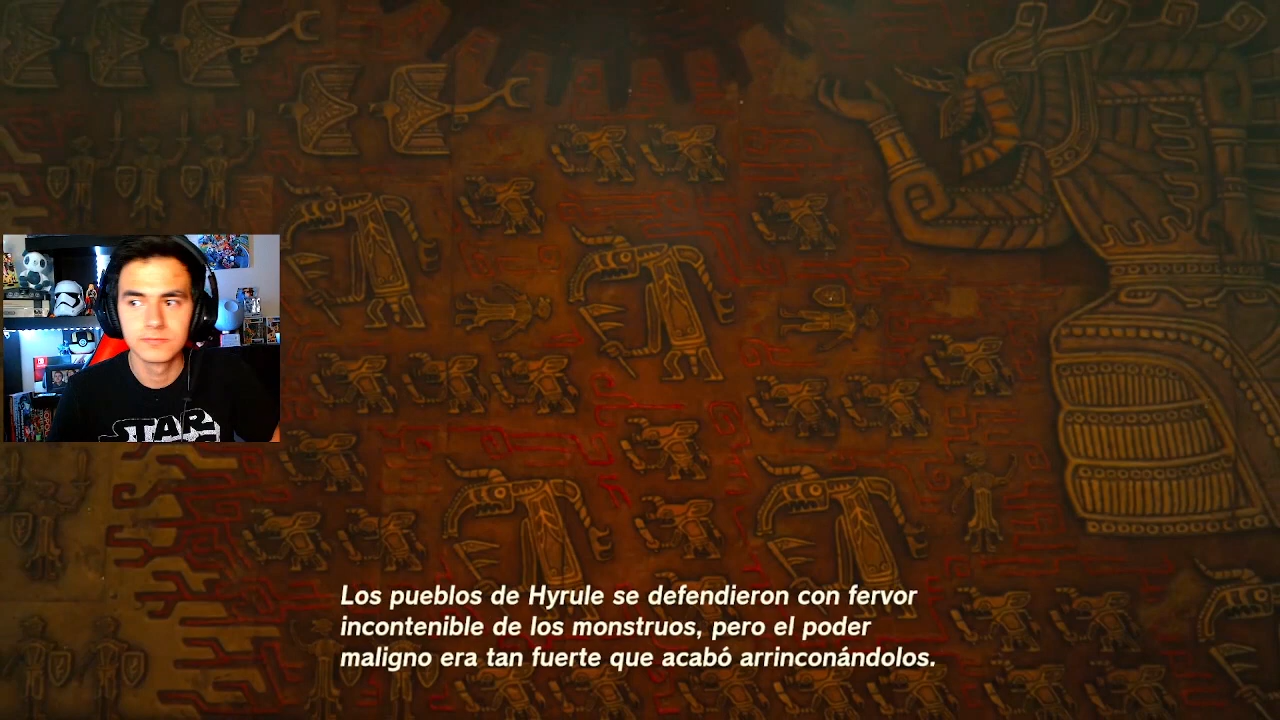 STAR
Los pueblos de Hyrule se defendieron con fervor
incontenible de los monstruos, pero el poder
maligno era tan fuerte que acabó arrinconándolos.